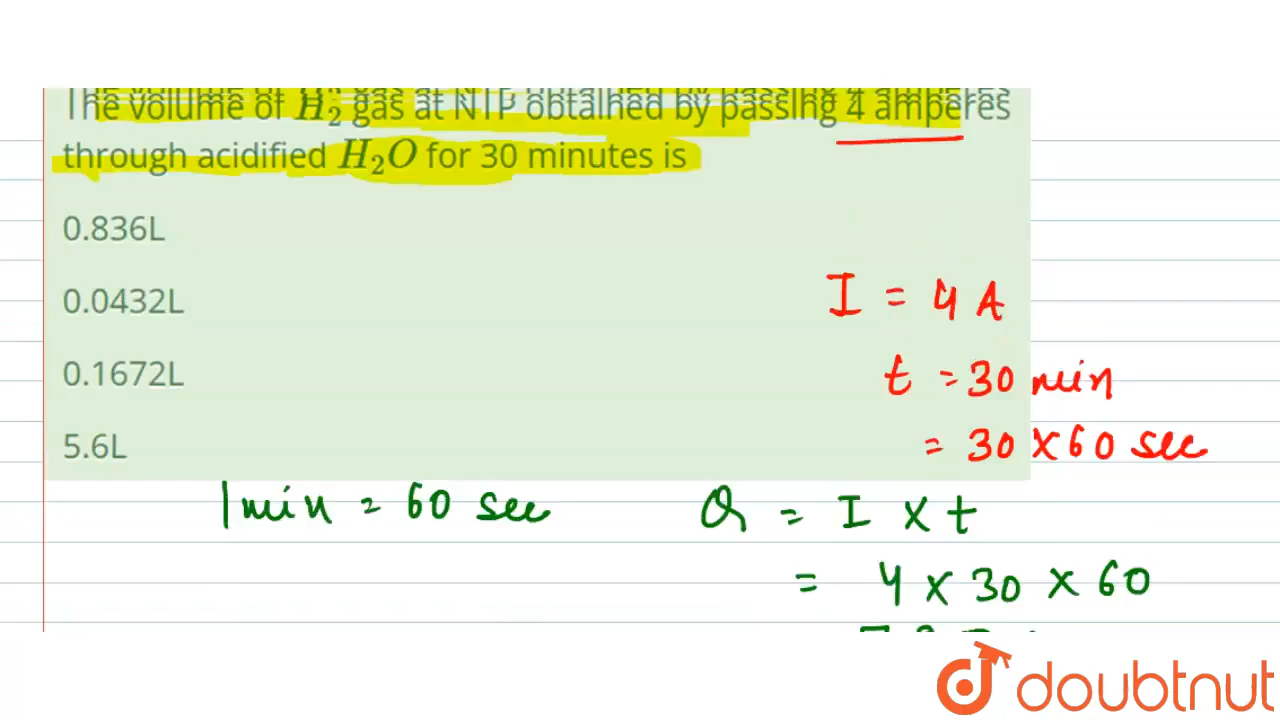 The volume of H₂ gas at NTP obtained by passing 4 amperes
through acidified H₂O for 30 minutes is
0.836L
0.0432L
0.1672L
5.6L
I = 4 A
t = 30 min
= 30 × 60 sec
1 min = 60 sec
Q = I × t
= 4 × 30 × 60
doubtnut